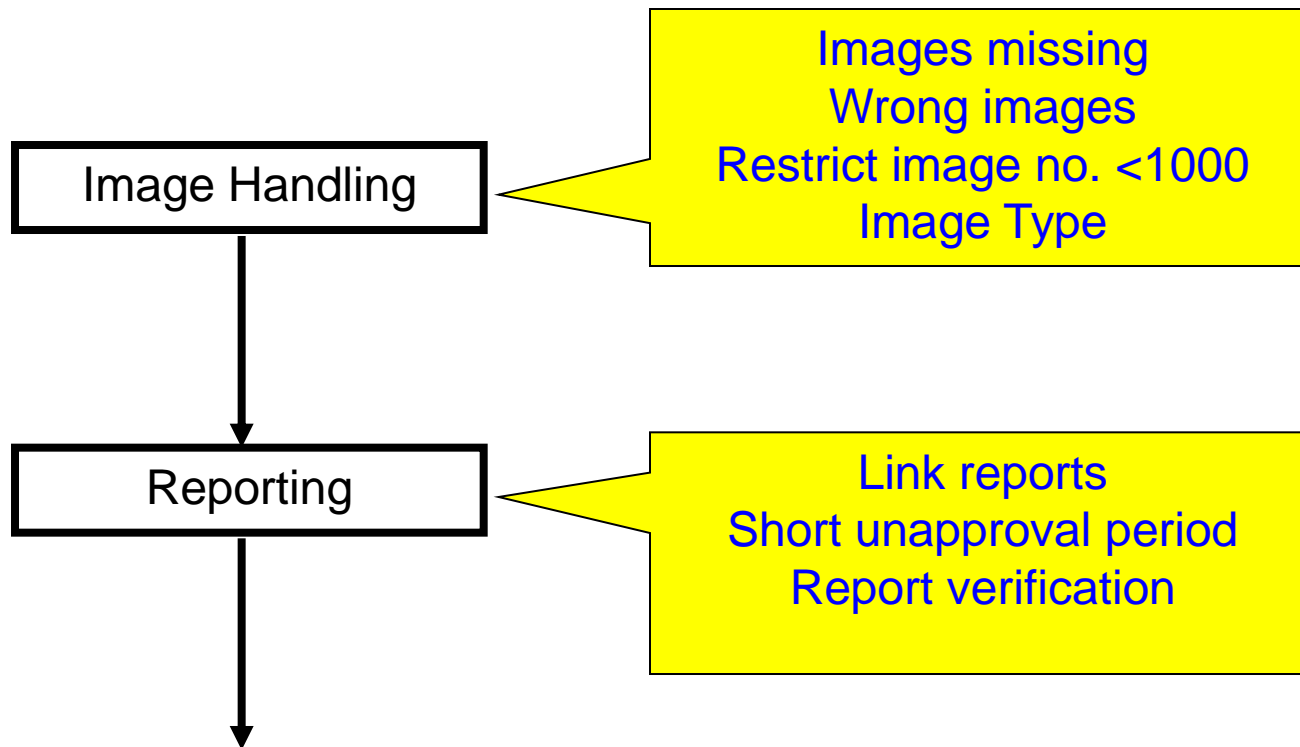 Images missing
Wrong images
Restrict image no. <1000
Image Type
Image Handling
Link reports
Short unapproval period
Report verification
Reporting